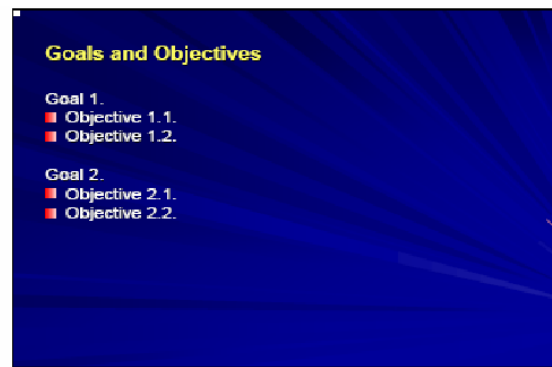 Goals and Objectives
Goal 1.
Objective 1.1.
Objective 1.2.
Goal 2.
Objective 2.1.
Objective 2.2.